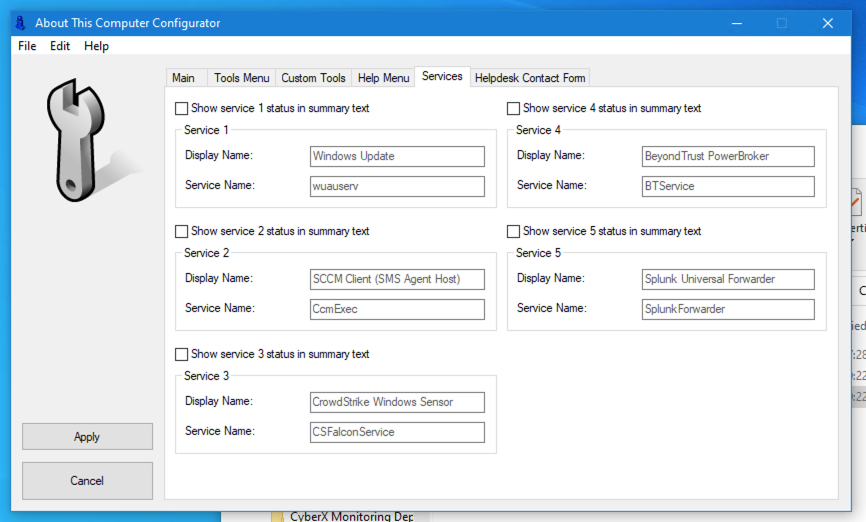 About This Computer Configurator
File Edit Help
Main Tools Menu Custom Tools Help Menu Services Helpdesk Contact Form
Show service 1 status in summary text
Service 1
Display Name: Windows Update
Service Name: wuauserv
Show service 4 status in summary text
Service 4
Display Name: BeyondTrust PowerBroker
Service Name: BTService
Show service 2 status in summary text
Service 2
Display Name: SCCM Client (SMS Agent Host)
Service Name: CcmExec
Show service 5 status in summary text
Service 5
Display Name: Splunk Universal Forwarder
Service Name: SplunkForwarder
Show service 3 status in summary text
Service 3
Display Name: CrowdStrike Windows Sensor
Service Name: CSFalconService
Apply
Cancel
CyberX Monitoring Dep